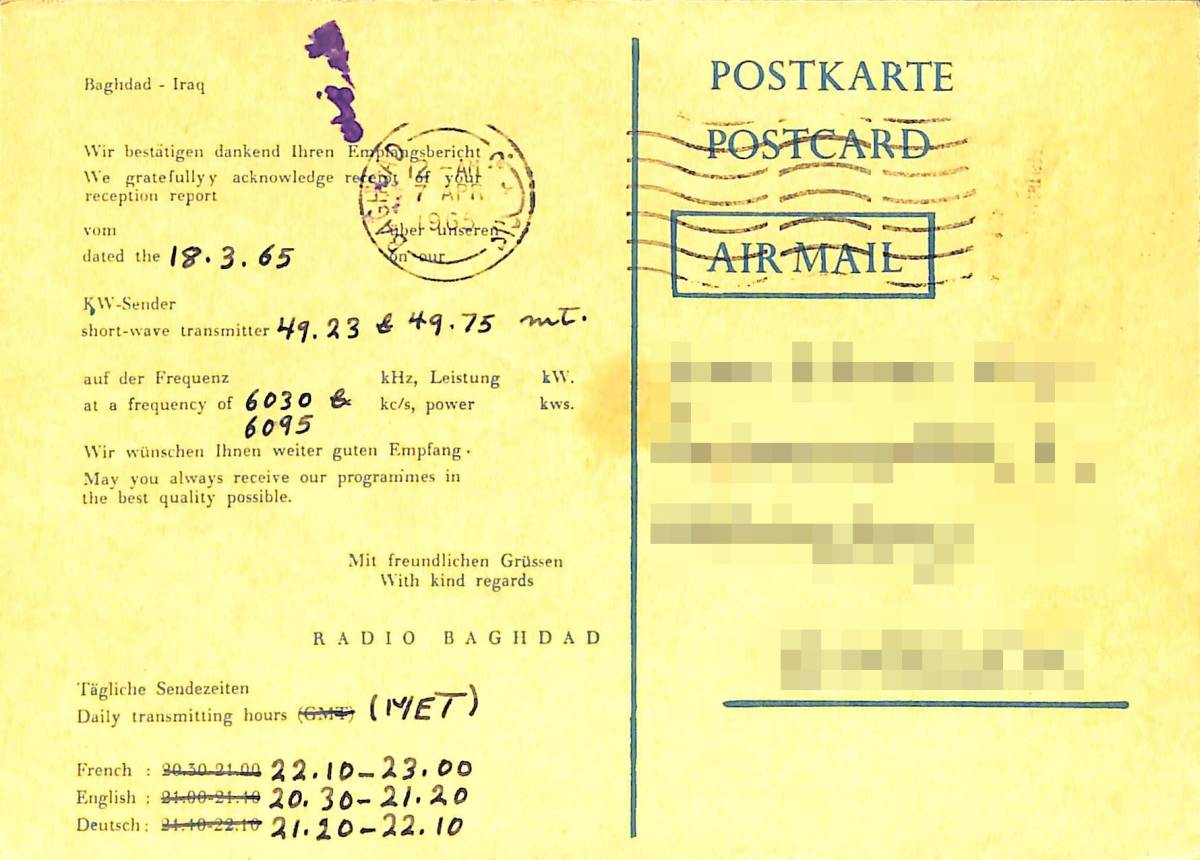 Baghdad - Iraq
Wir bestätigen dankend Ihren Empfangsbericht
We gratefullyy acknowledge receipt of your
reception report
vom über unseren
dated the 18.3.65 on our
KW-Sender
short-wave transmitter 49.23 & 49.75 mt.
auf der Frequenz kHz, Leistung kW.
at a frequency of 6030 & kc/s, power kws.
6095
Wir wünschen Ihnen weiter guten Empfang.
May you always receive our programmes in
the best quality possible.
Mit freundlichen Grüssen
With kind regards
RADIO BAGHDAD
Tägliche Sendezeiten
Daily transmitting hours (GMT) (MET)
French : 20.30-21.00 22.10-23.00
English : 21.00-21.40 20.30-21.20
Deutsch : 21.40-22.10 21.20-22.10
BAGHDAD
12 - AM
7 APR
1965
POSTKARTE
POSTCARD
AIR MAIL